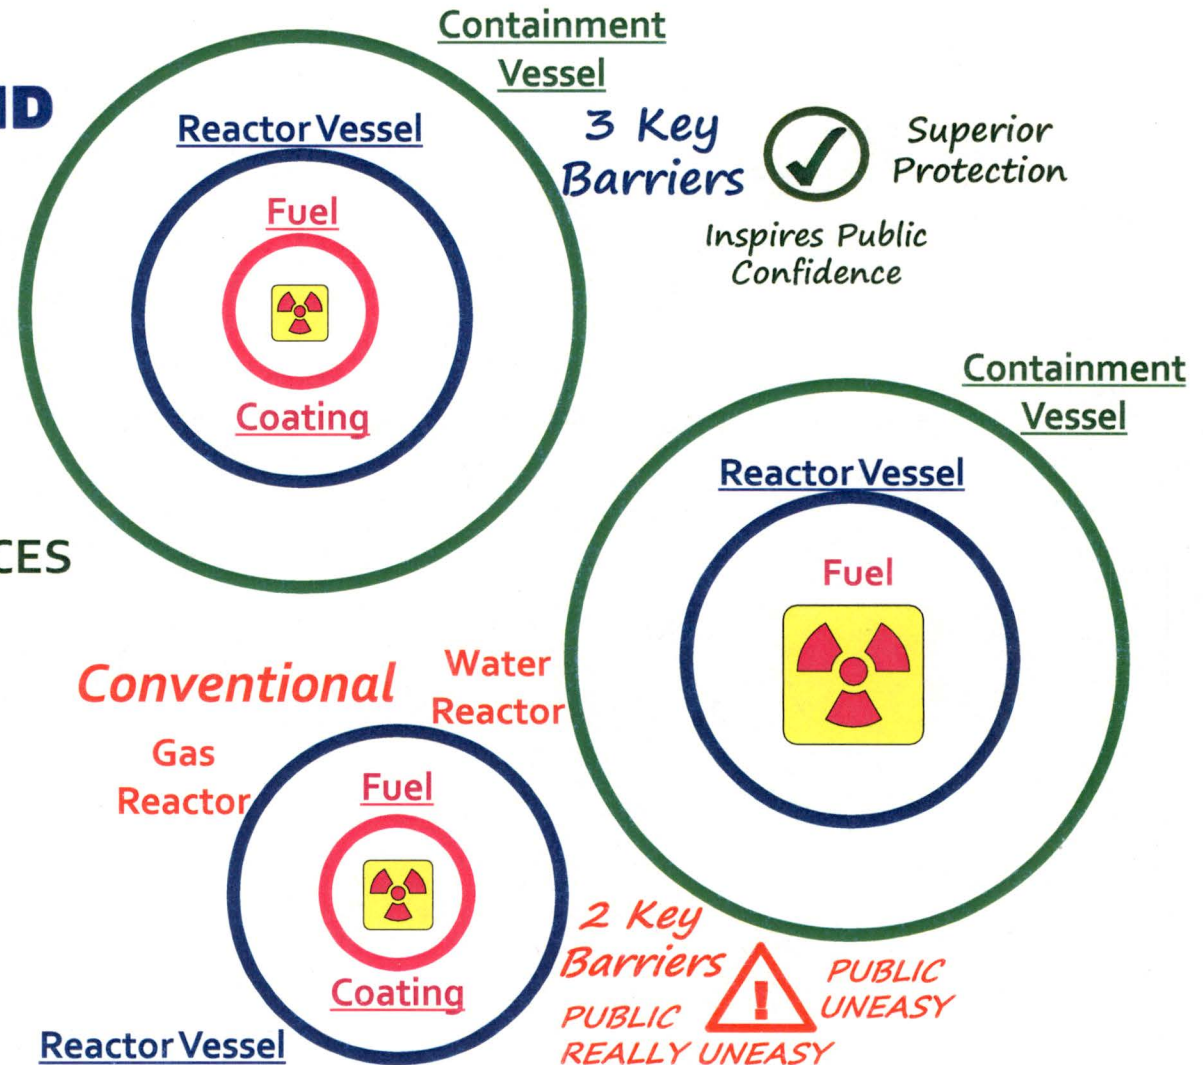 Containment
Vessel
ND
Reactor Vessel
3 Key
Barriers
Superior
Protection
Inspires Public
Confidence
Fuel
Coating
CES
Containment
Vessel
Reactor Vessel
Fuel
Conventional
Water
Reactor
Gas
Reactor
Fuel
Coating
Reactor Vessel
2 Key
Barriers
!
PUBLIC
UNEASY
PUBLIC
REALLY UNEASY